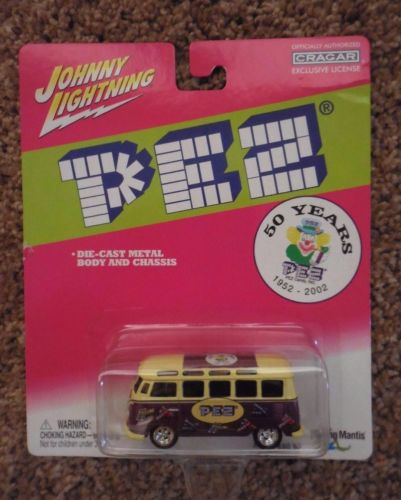 JOHNNY
LIGHTNING
OFFICIALLY AUTHORIZED
CRAGAR
EXCLUSIVE LICENSE
PEZ®
• DIE-CAST METAL
BODY AND CHASSIS
50 YEARS
PEZ
PEZ
1952 - 2002
PEZ
WARNING:
CHOKING HAZARD
Mantis